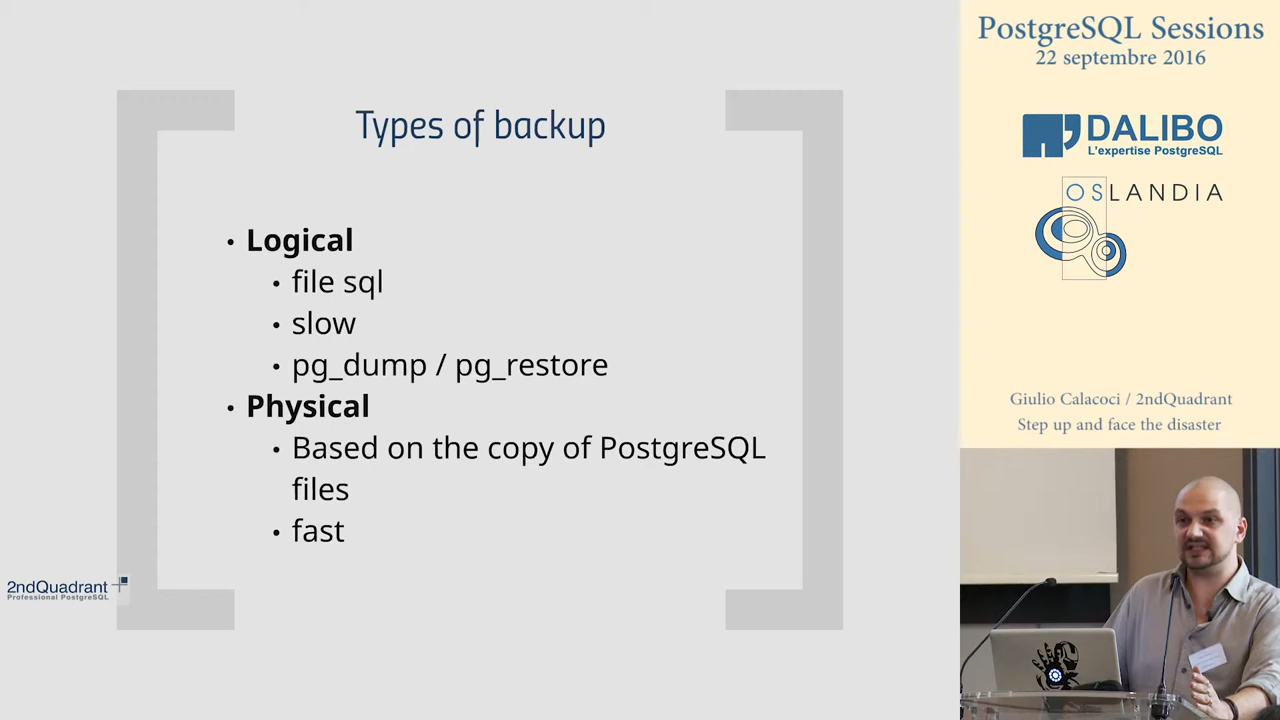 Types of backup
• Logical
• file sql
• slow
• pg_dump / pg_restore
• Physical
• Based on the copy of PostgreSQL
files
• fast
2ndQuadrant
Professional PostgreSQL
PostgreSQL Sessions
22 septembre 2016
DALIBO
L'expertise PostgreSQL
OSLANDIA
Giulio Calacoci / 2ndQuadrant
Step up and face the disaster